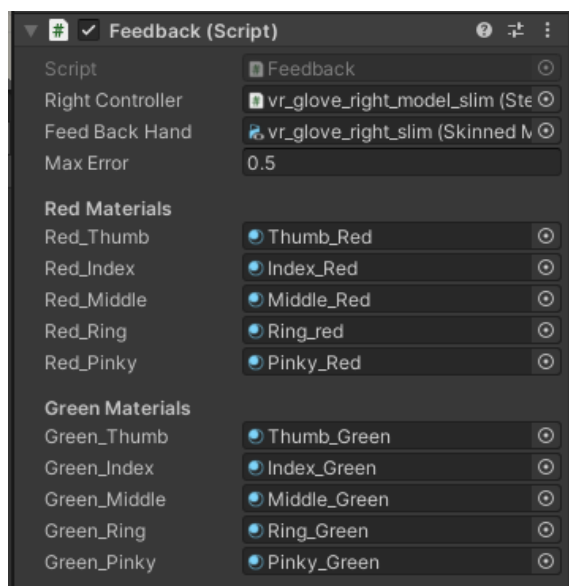 Feedback (Script)
Script Feedback
Right Controller vr_glove_right_model_slim (Ste
Feed Back Hand vr_glove_right_slim (Skinned M
Max Error 0.5
Red Materials
Red_Thumb Thumb_Red
Red_Index Index_Red
Red_Middle Middle_Red
Red_Ring Ring_red
Red_Pinky Pinky_Red
Green Materials
Green_Thumb Thumb_Green
Green_Index Index_Green
Green_Middle Middle_Green
Green_Ring Ring_Green
Green_Pinky Pinky_Green